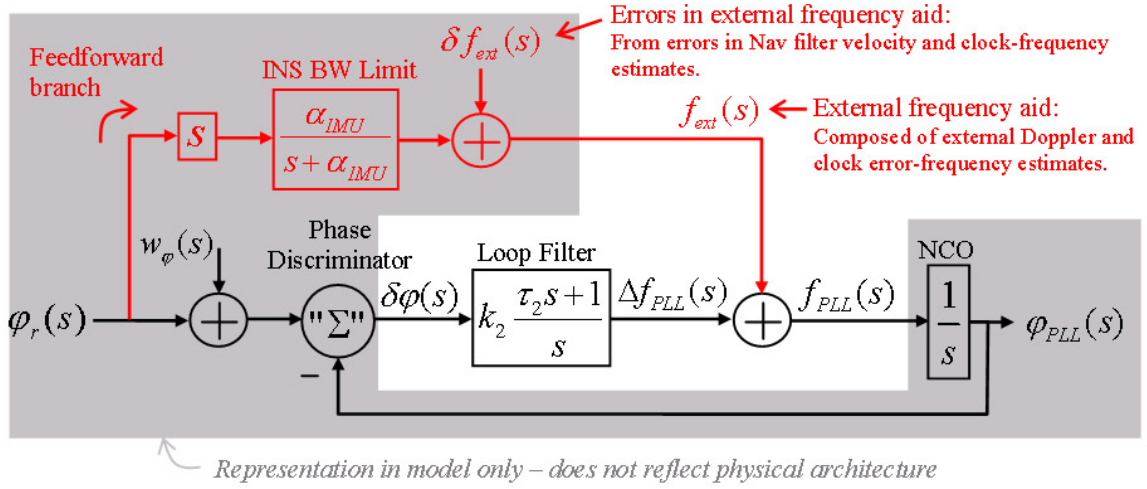 Errors in external frequency aid:
From errors in Nav filter velocity and clock-frequency
estimates.
δf_ext(s)
Feedforward
branch
INS BW Limit
s
α_IMU
s + α_IMU
+
f_ext(s)
External frequency aid:
Composed of external Doppler and
clock error-frequency estimates.
Phase
Discriminator
Loop Filter
NCO
w_φ(s)
φ_r(s)
+
"Σ"
−
δφ(s)
k_2 (τ_2 s + 1)/s
Δf_PLL(s)
+
f_PLL(s)
1
s
φ_PLL(s)
Representation in model only – does not reflect physical architecture